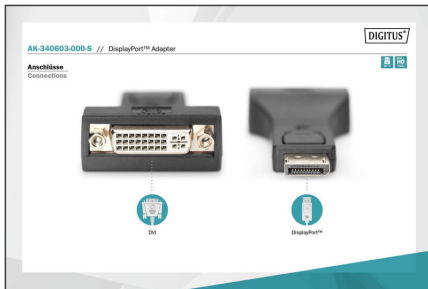 DIGITUS®
AK-340603-000-S // DisplayPort™ Adapter
Anschlüsse
Connections
HD
DVI
DisplayPort™